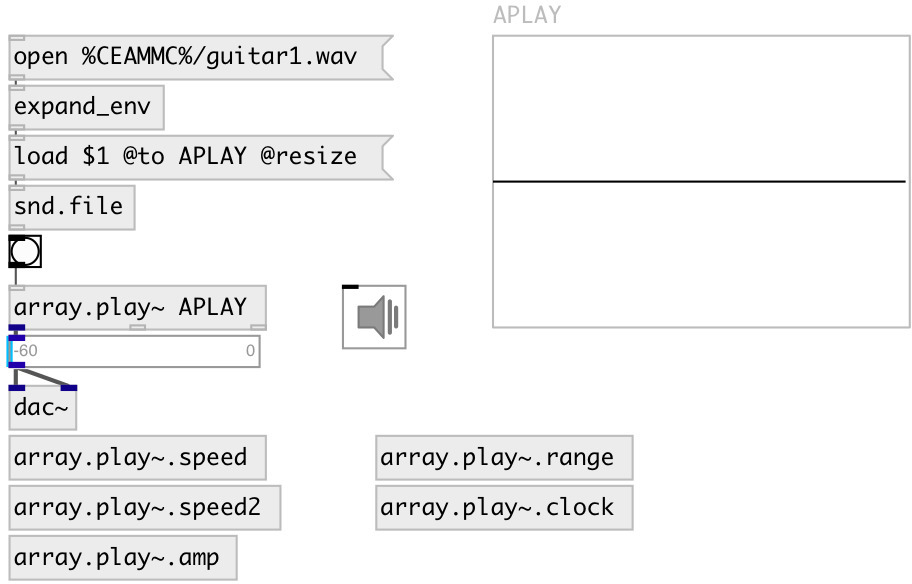 APLAY
open %CEAMMC%/guitar1.wav
expand_env
load $1 @to APLAY @resize
snd.file
array.play~ APLAY
-60 0
dac~
array.play~.speed
array.play~.range
array.play~.speed2
array.play~.clock
array.play~.amp